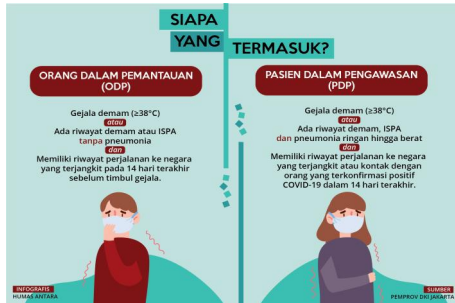 SIAPA
YANG
TERMASUK?
ORANG DALAM PEMANTAUAN
(ODP)
Gejala demam (≥38°C)
atau
Ada riwayat demam atau ISPA
tanpa pneumonia
dan
Memiliki riwayat perjalanan ke negara
yang terjangkit pada 14 hari terakhir
sebelum timbul gejala.
PASIEN DALAM PENGAWASAN
(PDP)
Gejala demam (≥38°C)
atau
Ada riwayat demam, ISPA
dan pneumonia ringan hingga berat
dan
Memiliki riwayat perjalanan ke negara
yang terjangkit atau kontak dengan
orang yang terkonfirmasi positif
COVID-19 dalam 14 hari terakhir.
INFOGRAFIS
HUMAS ANTARA
SUMBER
PEMPROV DKI JAKARTA